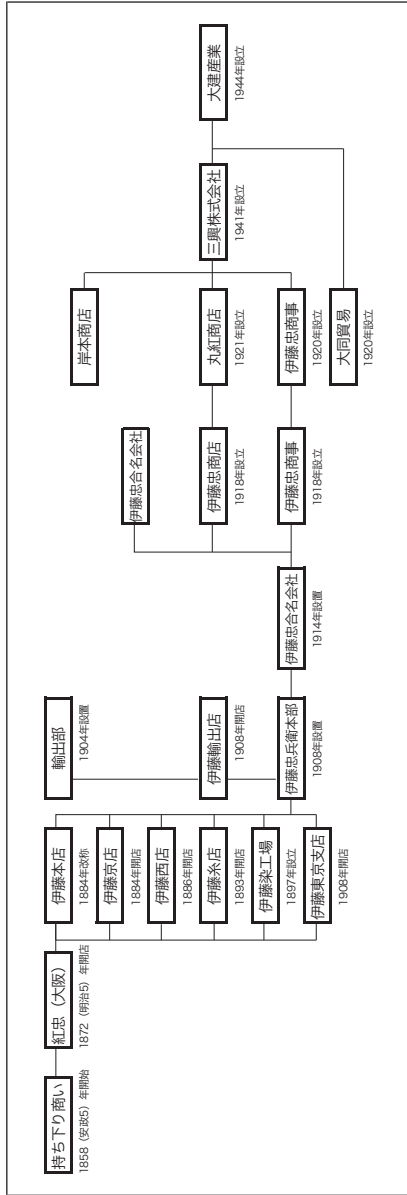 持ち下り商い
1858（安政5）年開始
紅忠（大阪）
1872（明治5）年開店
伊藤本店
1884年改称
伊藤京店
1884年開店
伊藤西店
1886年開店
伊藤糸店
1893年開店
伊藤染工場
1897年設立
伊藤東京支店
1908年開店
輸出部
1904年設置
伊藤輸出店
1908年開店
伊藤忠兵衛本部
1908年設置
伊藤忠合名会社
1914年設置
伊藤忠合名会社
伊藤忠商店
1918年設立
伊藤忠商事
1918年設立
岸本商店
丸紅商店
1921年設立
伊藤忠商事
1920年設立
大同貿易
1920年設立
三興株式会社
1941年設立
大建産業
1944年設立